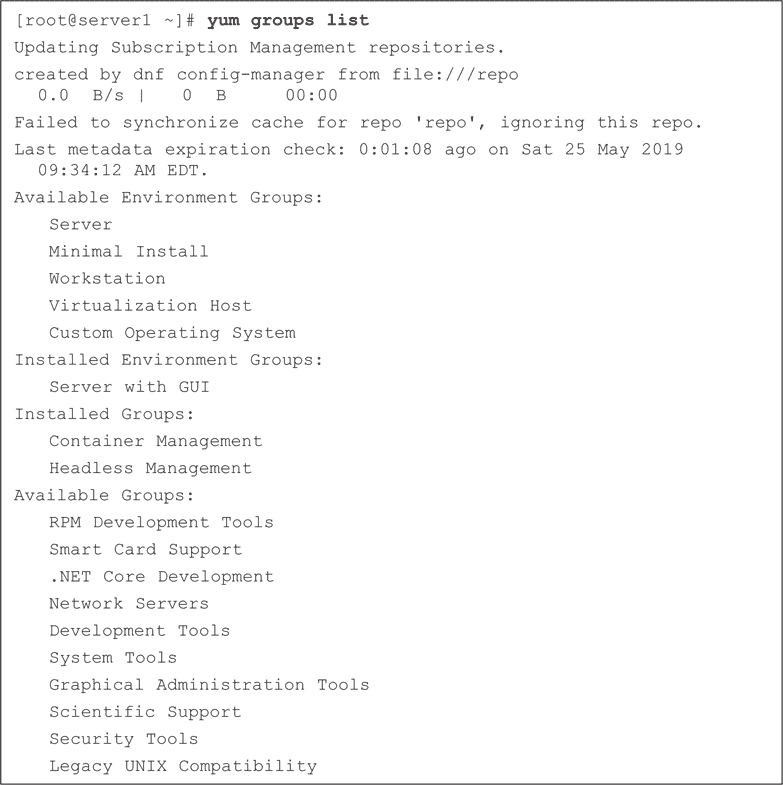 [root@server1 ~]# yum groups list
Updating Subscription Management repositories.
created by dnf config-manager from file:///repo
0.0  B/s |   0  B     00:00
Failed to synchronize cache for repo 'repo', ignoring this repo.
Last metadata expiration check: 0:01:08 ago on Sat 25 May 2019
09:34:12 AM EDT.
Available Environment Groups:
Server
Minimal Install
Workstation
Virtualization Host
Custom Operating System
Installed Environment Groups:
Server with GUI
Installed Groups:
Container Management
Headless Management
Available Groups:
RPM Development Tools
Smart Card Support
.NET Core Development
Network Servers
Development Tools
System Tools
Graphical Administration Tools
Scientific Support
Security Tools
Legacy UNIX Compatibility